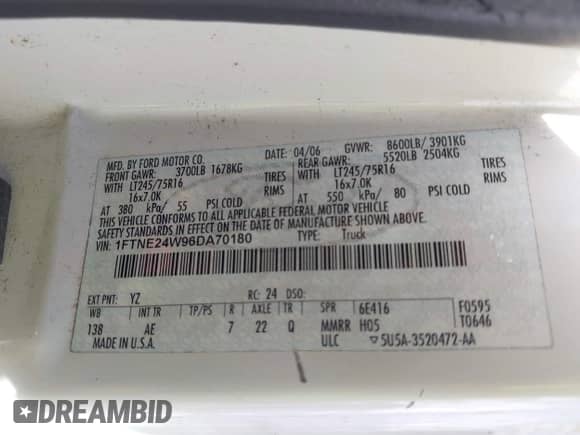 MFD. BY FORD MOTOR CO.
DATE: 04/06
GVWR: 8600LB/ 3901KG
FRONT GAWR: 3700LB 1678KG
REAR GAWR: 5520LB 2504KG
WITH LT245/75R16 TIRES
WITH LT245/75R16 TIRES
16x7.0K RIMS
16x7.0K RIMS
AT 380 kPa/ 55 PSI COLD
AT 550 kPa/ 80 PSI COLD
THIS VEHICLE CONFORMS TO ALL APPLICABLE FEDERAL MOTOR VEHICLE
SAFETY STANDARDS IN EFFECT ON THE DATE OF MANUFACTURE SHOWN ABOVE.
VIN: 1FTNE24W96DA70180
TYPE: Truck
EXT PNT: YZ RC: 24 DSO:
WB INT TR TP/PS R AXLE TR SPR 6E416 F0595
138 AE 7 22 Q MMRR H05 T0646
MADE IN U.S.A. ULC ▽5U5A-3520472-AA
DREAMBID